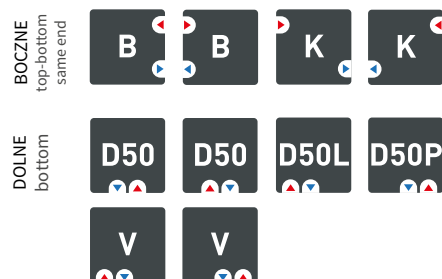 BOCZNE
top-bottom
same end
B B K K
DOLNE
bottom
D50 D50 D50L D50P
V V